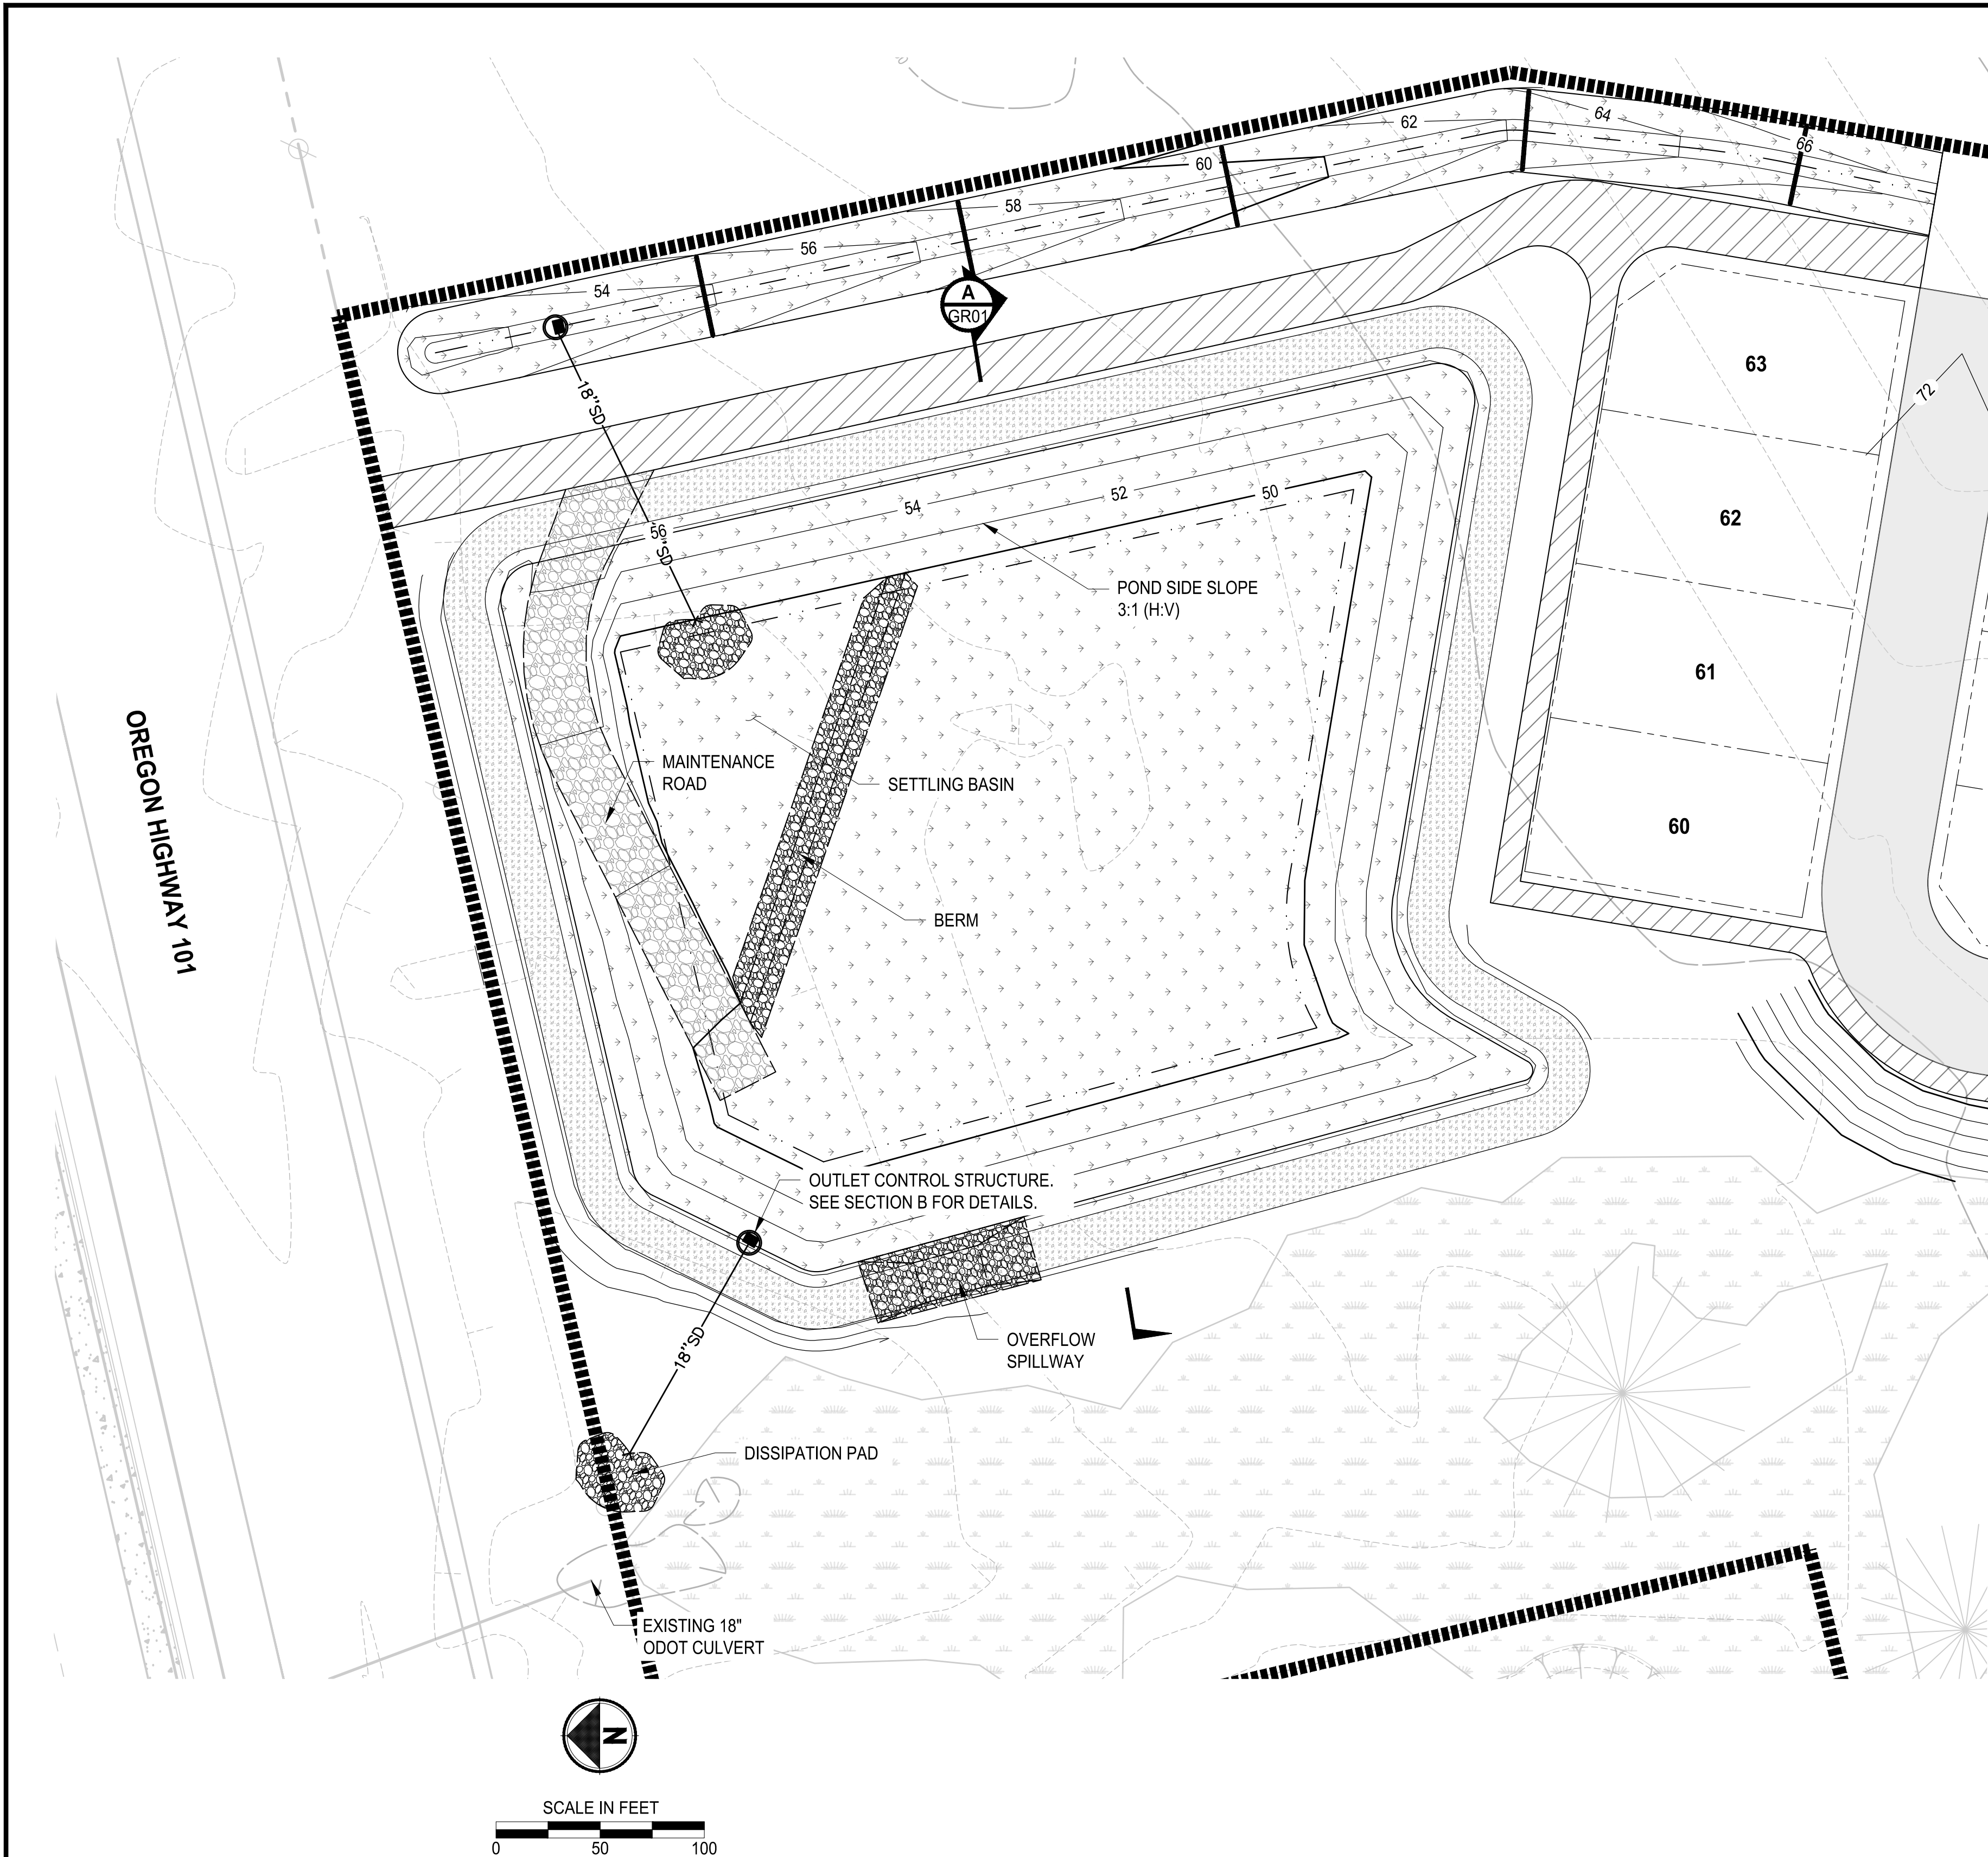 64
62
66
60
58
56
54
A
GR01
63
18"SD
72
50
52
54
62
56
"SD
POND SIDE SLOPE
3:1 (H:V)
61
OREGON HIGHWAY 101
MAINTENANCE
ROAD
SETTLING BASIN
60
BERM
OUTLET CONTROL STRUCTURE.
SEE SECTION B FOR DETAILS.
18"SD
OVERFLOW
SPILLWAY
DISSIPATION PAD
EXISTING 18"
ODOT CULVERT
N
SCALE IN FEET
0 50 100